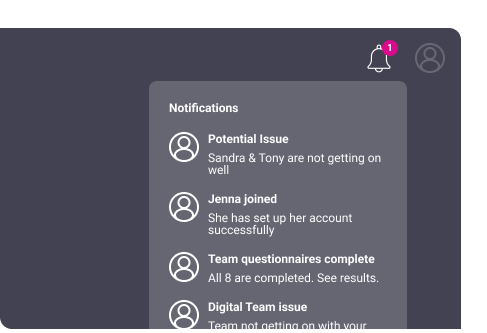 1
Notifications
Potential Issue
Sandra & Tony are not getting on
well
Jenna joined
She has set up her account
successfully
Team questionnaires complete
All 8 are completed. See results.
Digital Team issue
Team not getting on with your